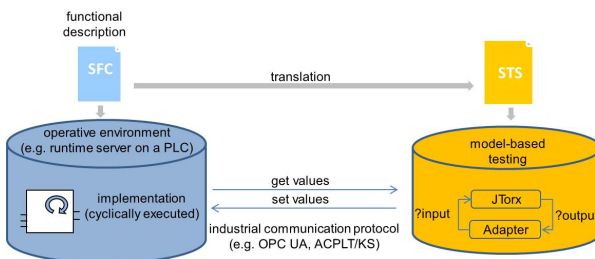 functional
description
SFC
translation
STS
operative environment
(e.g. runtime server on a PLC)
implementation
(cyclically executed)
get values
set values
industrial communication protocol
(e.g. OPC UA, ACPLT/KS)
model-based
testing
JTorx
?input
?output
Adapter